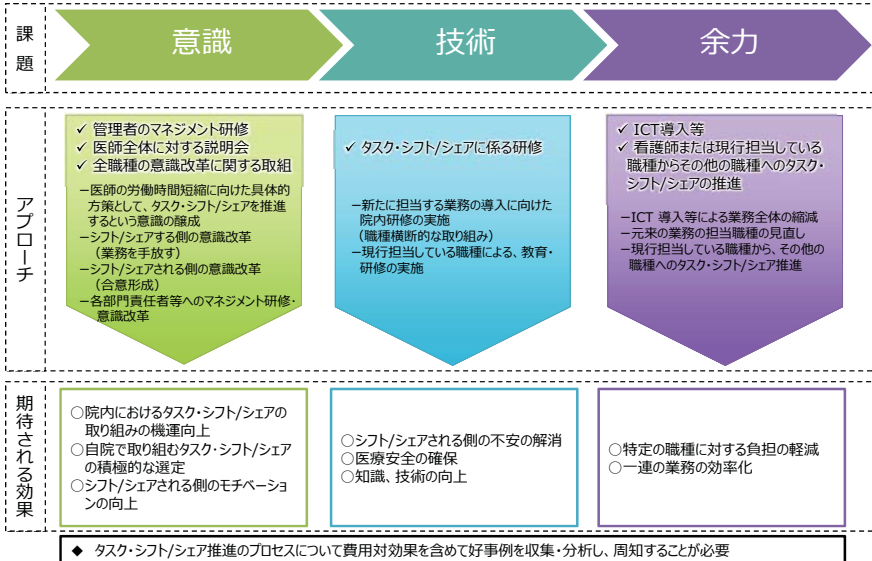 課題
意識
技術
余力
アプローチ
✓ 管理者のマネジメント研修
✓ 医師全体に対する説明会
✓ 全職種の意識改革に関する取組
－医師の労働時間短縮に向けた具体的
方策として、タスク・シフト/シェアを推進
するという意識の醸成
－シフト/シェアする側の意識改革
（業務を手放す）
－シフト/シェアされる側の意識改革
（合意形成）
－各部門責任者等へのマネジメント研修・
意識改革
✓ タスク・シフト/シェアに係る研修
－新たに担当する業務の導入に向けた
院内研修の実施
（職種横断的な取り組み）
－現行担当している職種による、教育・
研修の実施
✓ ICT導入等
✓ 看護師または現行担当している
職種からその他の職種へのタスク・
シフト/シェアの推進
－ICT 導入等による業務全体の縮減
－元来の業務の担当職種の見直し
－現行担当している職種から、その他の
職種へのタスク・シフト/シェア推進
期待される効果
○院内におけるタスク・シフト/シェアの
取り組みの機運向上
○自院で取り組むタスク・シフト/シェア
の積極的な選定
○シフト/シェアされる側のモチベーショ
ンの向上
○シフト/シェアされる側の不安の解消
○医療安全の確保
○知識、技術の向上
○特定の職種に対する負担の軽減
○一連の業務の効率化
◆ タスク・シフト/シェア推進のプロセスについて費用対効果を含めて好事例を収集・分析し、周知することが必要